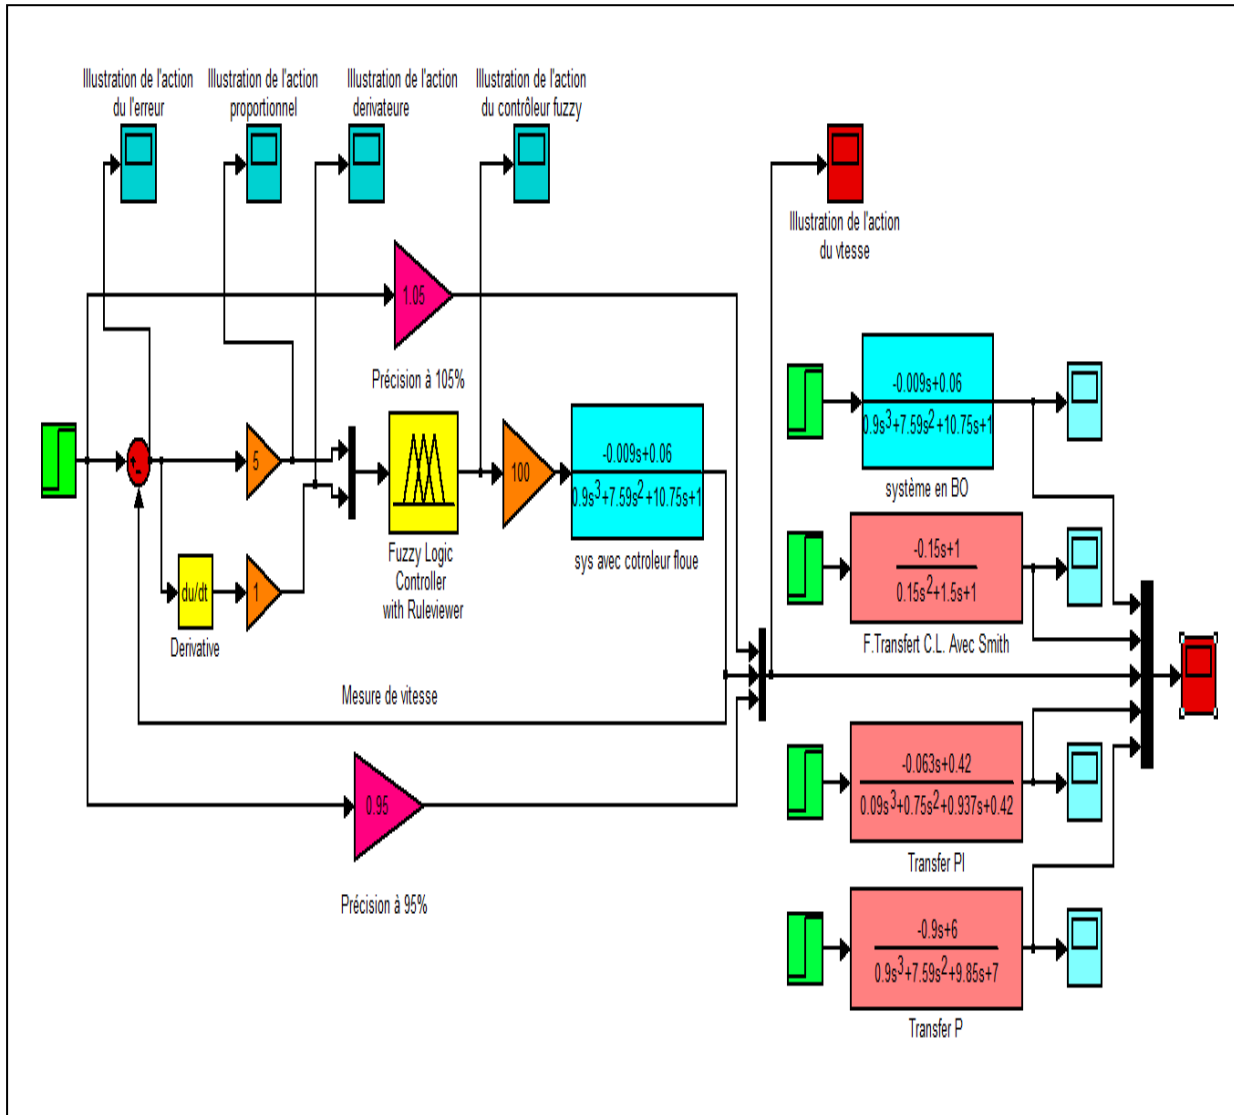 Illustration de l'action
du l'erreur
Illustration de l'action
proportionnel
Illustration de l'action
derivateure
Illustration de l'action
du contrôleur fuzzy
Illustration de l'action
du vtesse
1.05
Précision à 105%
5
100
-0.009s+0.06
0.9s3+7.59s2+10.75s+1
sys avec cotroleur floue
Fuzzy Logic
Controller
with Ruleviewer
du/dt
Derivative
1
Mesure de vitesse
0.95
Précision à 95%
-0.009s+0.06
0.9s3+7.59s2+10.75s+1
système en BO
-0.15s+1
0.15s2+1.5s+1
F.Transfert C.L. Avec Smith
-0.063s+0.42
0.09s3+0.75s2+0.937s+0.42
Transfer PI
-0.9s+6
0.9s3+7.59s2+9.85s+7
Transfer P